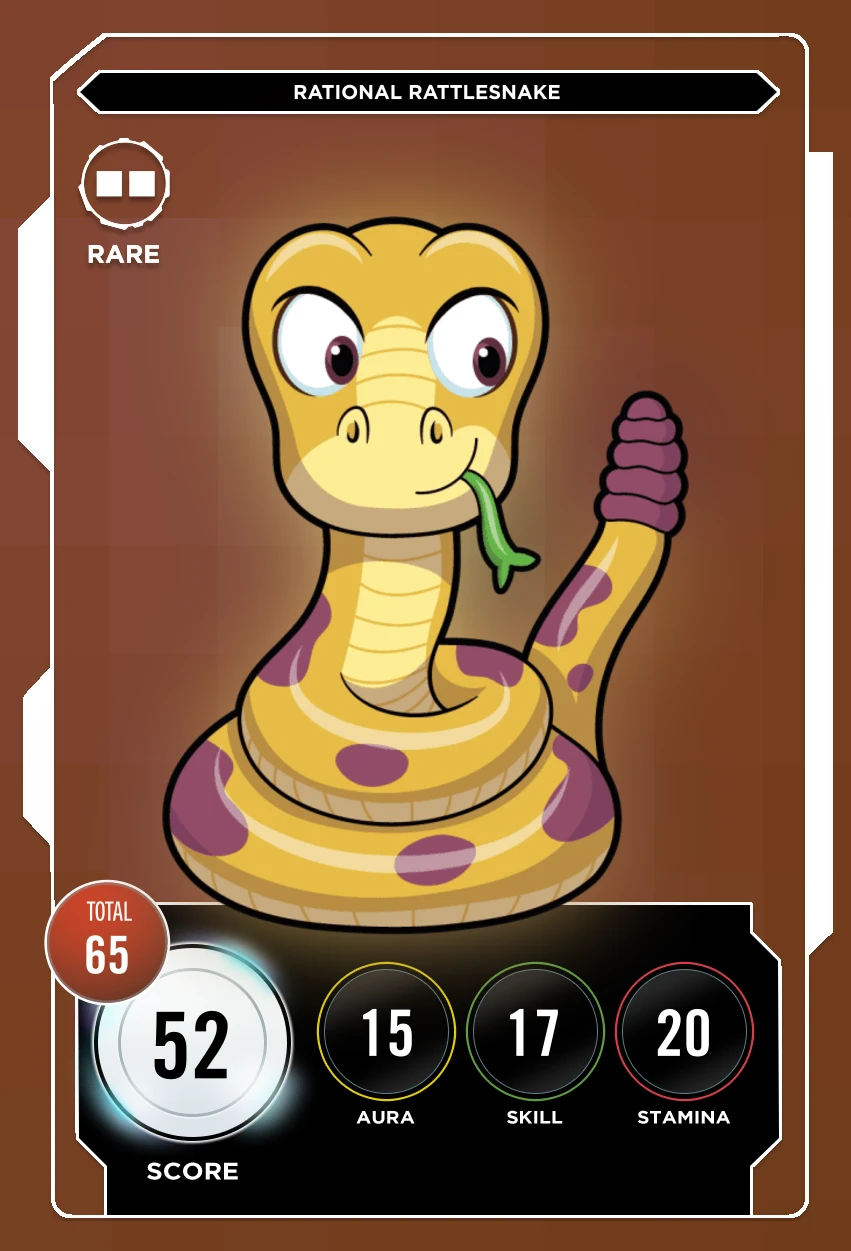 RATIONAL RATTLESNAKE
RARE
TOTAL
65
52
SCORE
15
AURA
17
SKILL
20
STAMINA